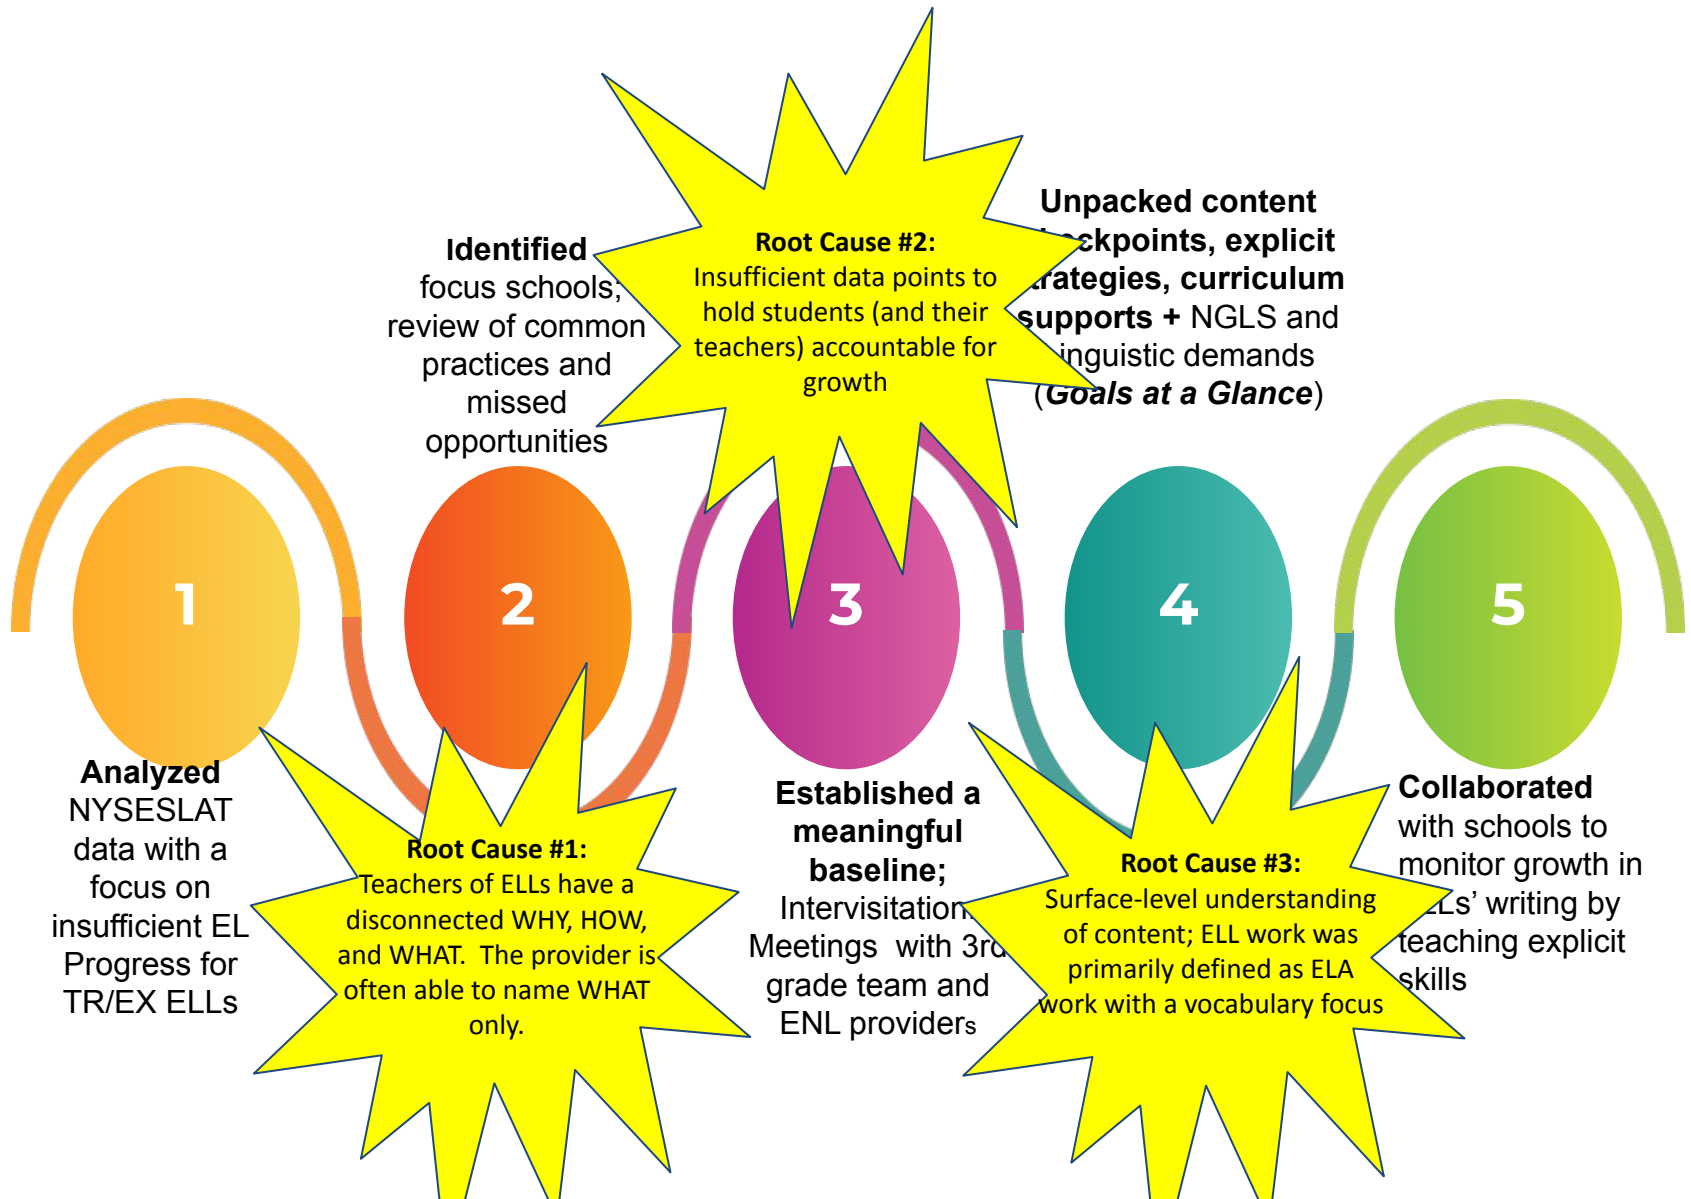 1
Analyzed
NYSESLAT
data with a
focus on
insufficient EL
Progress for
TR/EX ELLs
Identified
focus schools;
review of common
practices and
missed
opportunities
2
Root Cause #1:
Teachers of ELLs have a
disconnected WHY, HOW,
and WHAT. The provider is
often able to name WHAT
only.
Root Cause #2:
Insufficient data points to
hold students (and their
teachers) accountable for
growth
3
Established a
meaningful
baseline;
Meetings with 3rd
grade team and
ENL providers
Unpacked content
explicit
curriculum
supports + NGLS and
demands
(Goals at a Glance)
4
Root Cause #3:
Surface-level understanding
of content; ELL work was
primarily defined as ELA
work with a vocabulary focus
5
Collaborated
with schools to
monitor growth in
writing by
teaching explicit
skills